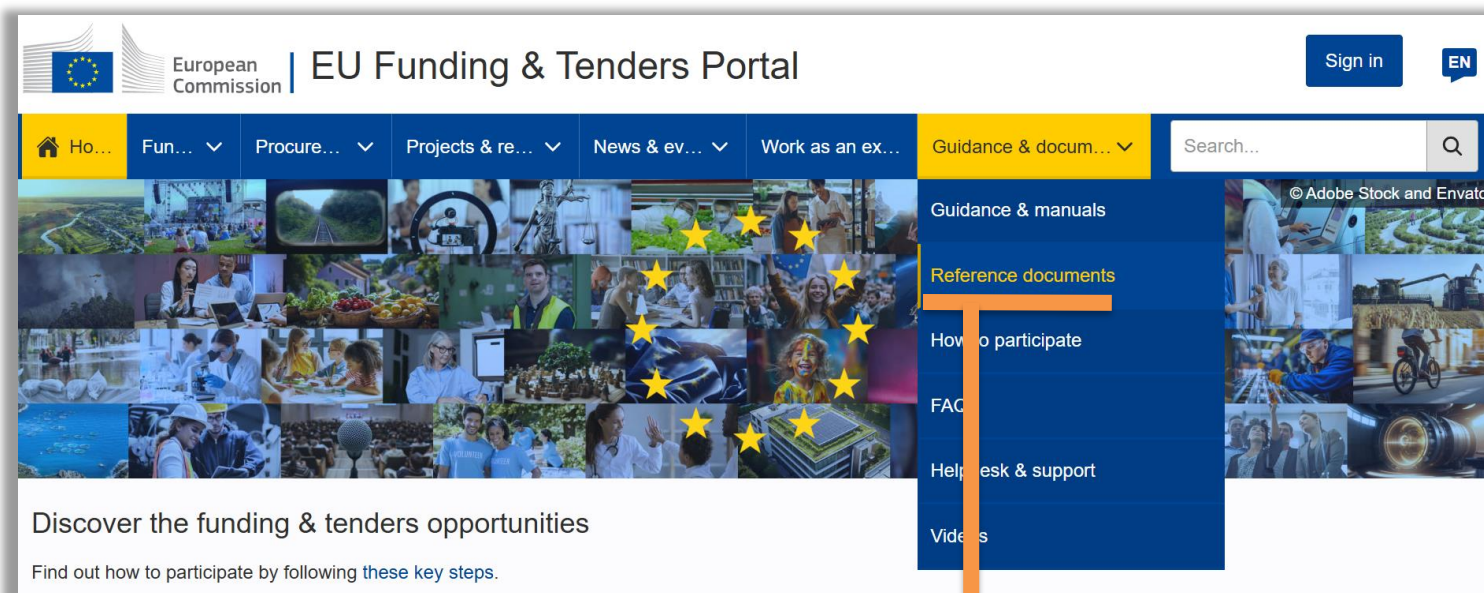 European
Commission
EU Funding & Tenders Portal
Sign in
EN
Ho...
Fun...
Procure...
Projects & re...
News & ev...
Work as an ex...
Guidance & docum...
Search...
© Adobe Stock and Envato
Guidance & manuals
Reference documents
How to participate
FAQ
Helpdesk & support
Videos
Discover the funding & tenders opportunities
Find out how to participate by following these key steps.